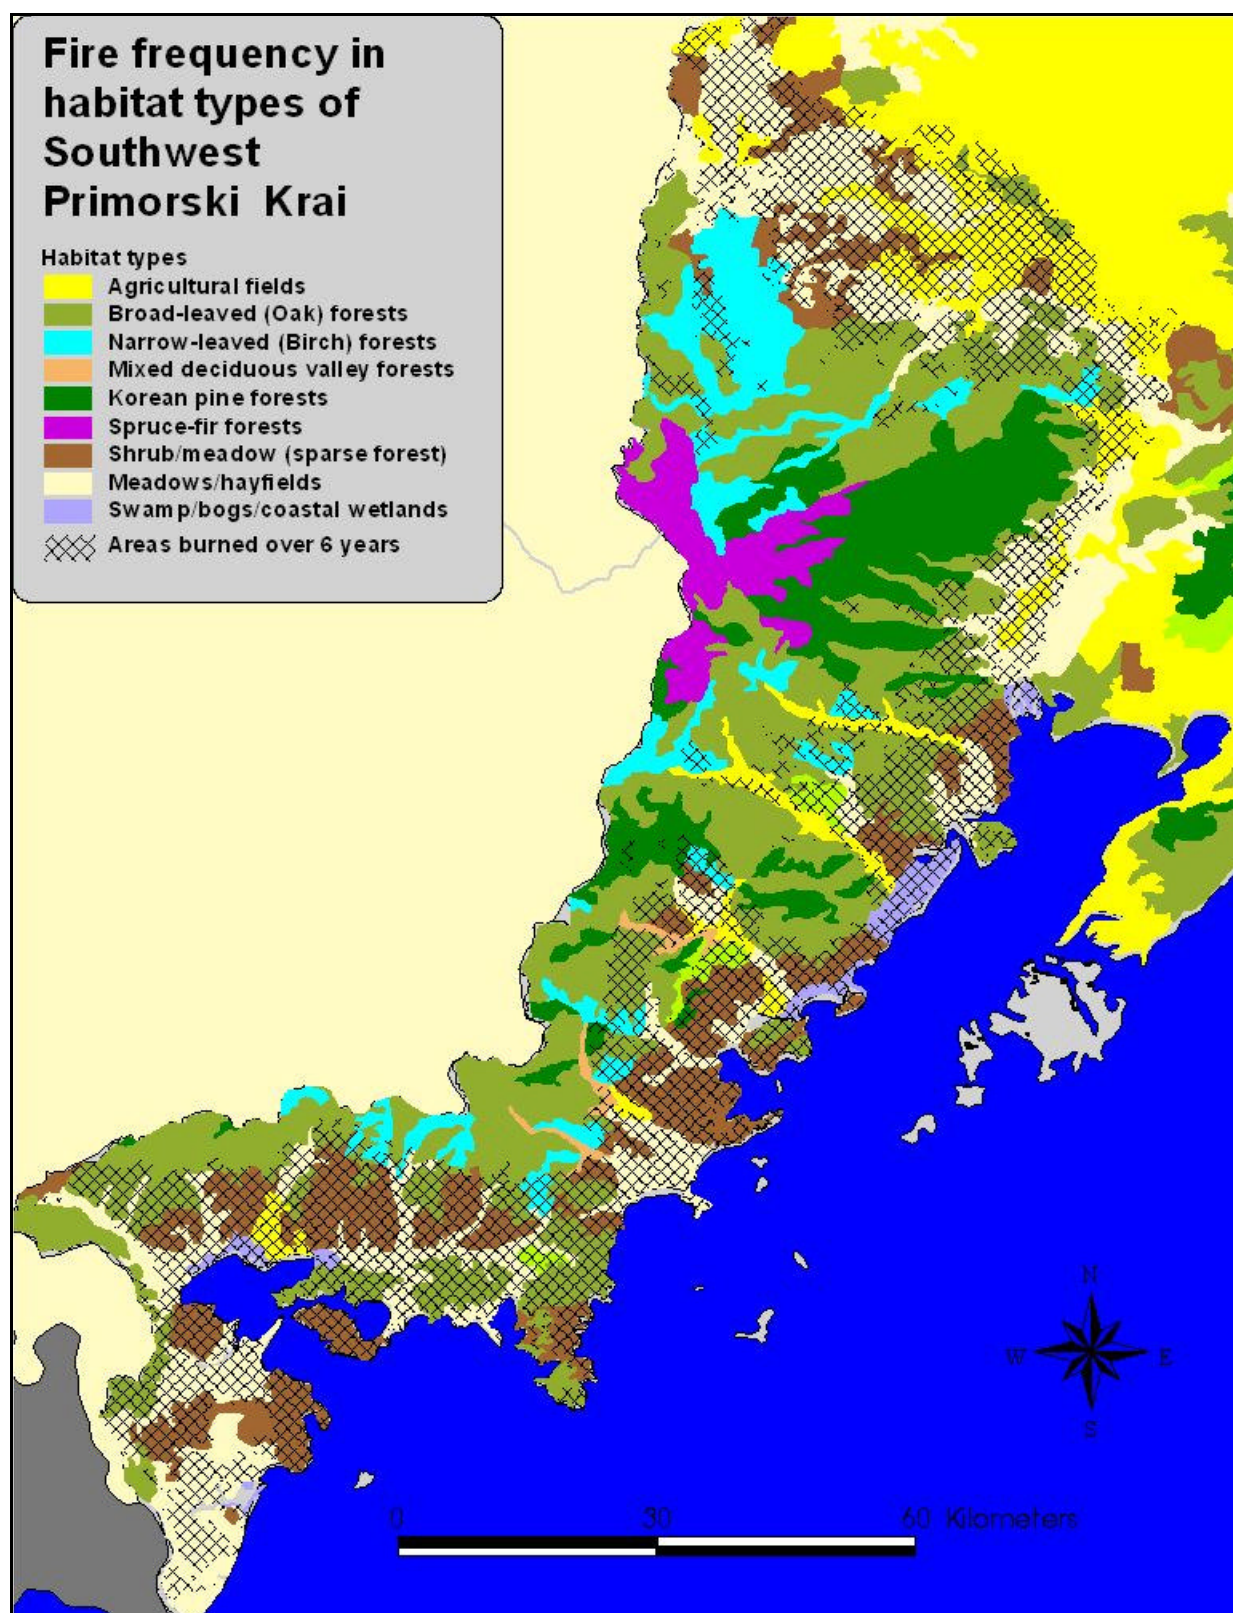 Fire frequency in
habitat types of
Southwest
Primorski Krai
Habitat types
Agricultural fields
Broad-leaved (Oak) forests
Narrow-leaved (Birch) forests
Mixed deciduous valley forests
Korean pine forests
Spruce-fir forests
Shrub/meadow (sparse forest)
Meadows/hayfields
Swamp/bogs/coastal wetlands
Areas burned over 6 years
N
W E
S
0 30 60 Kilometers